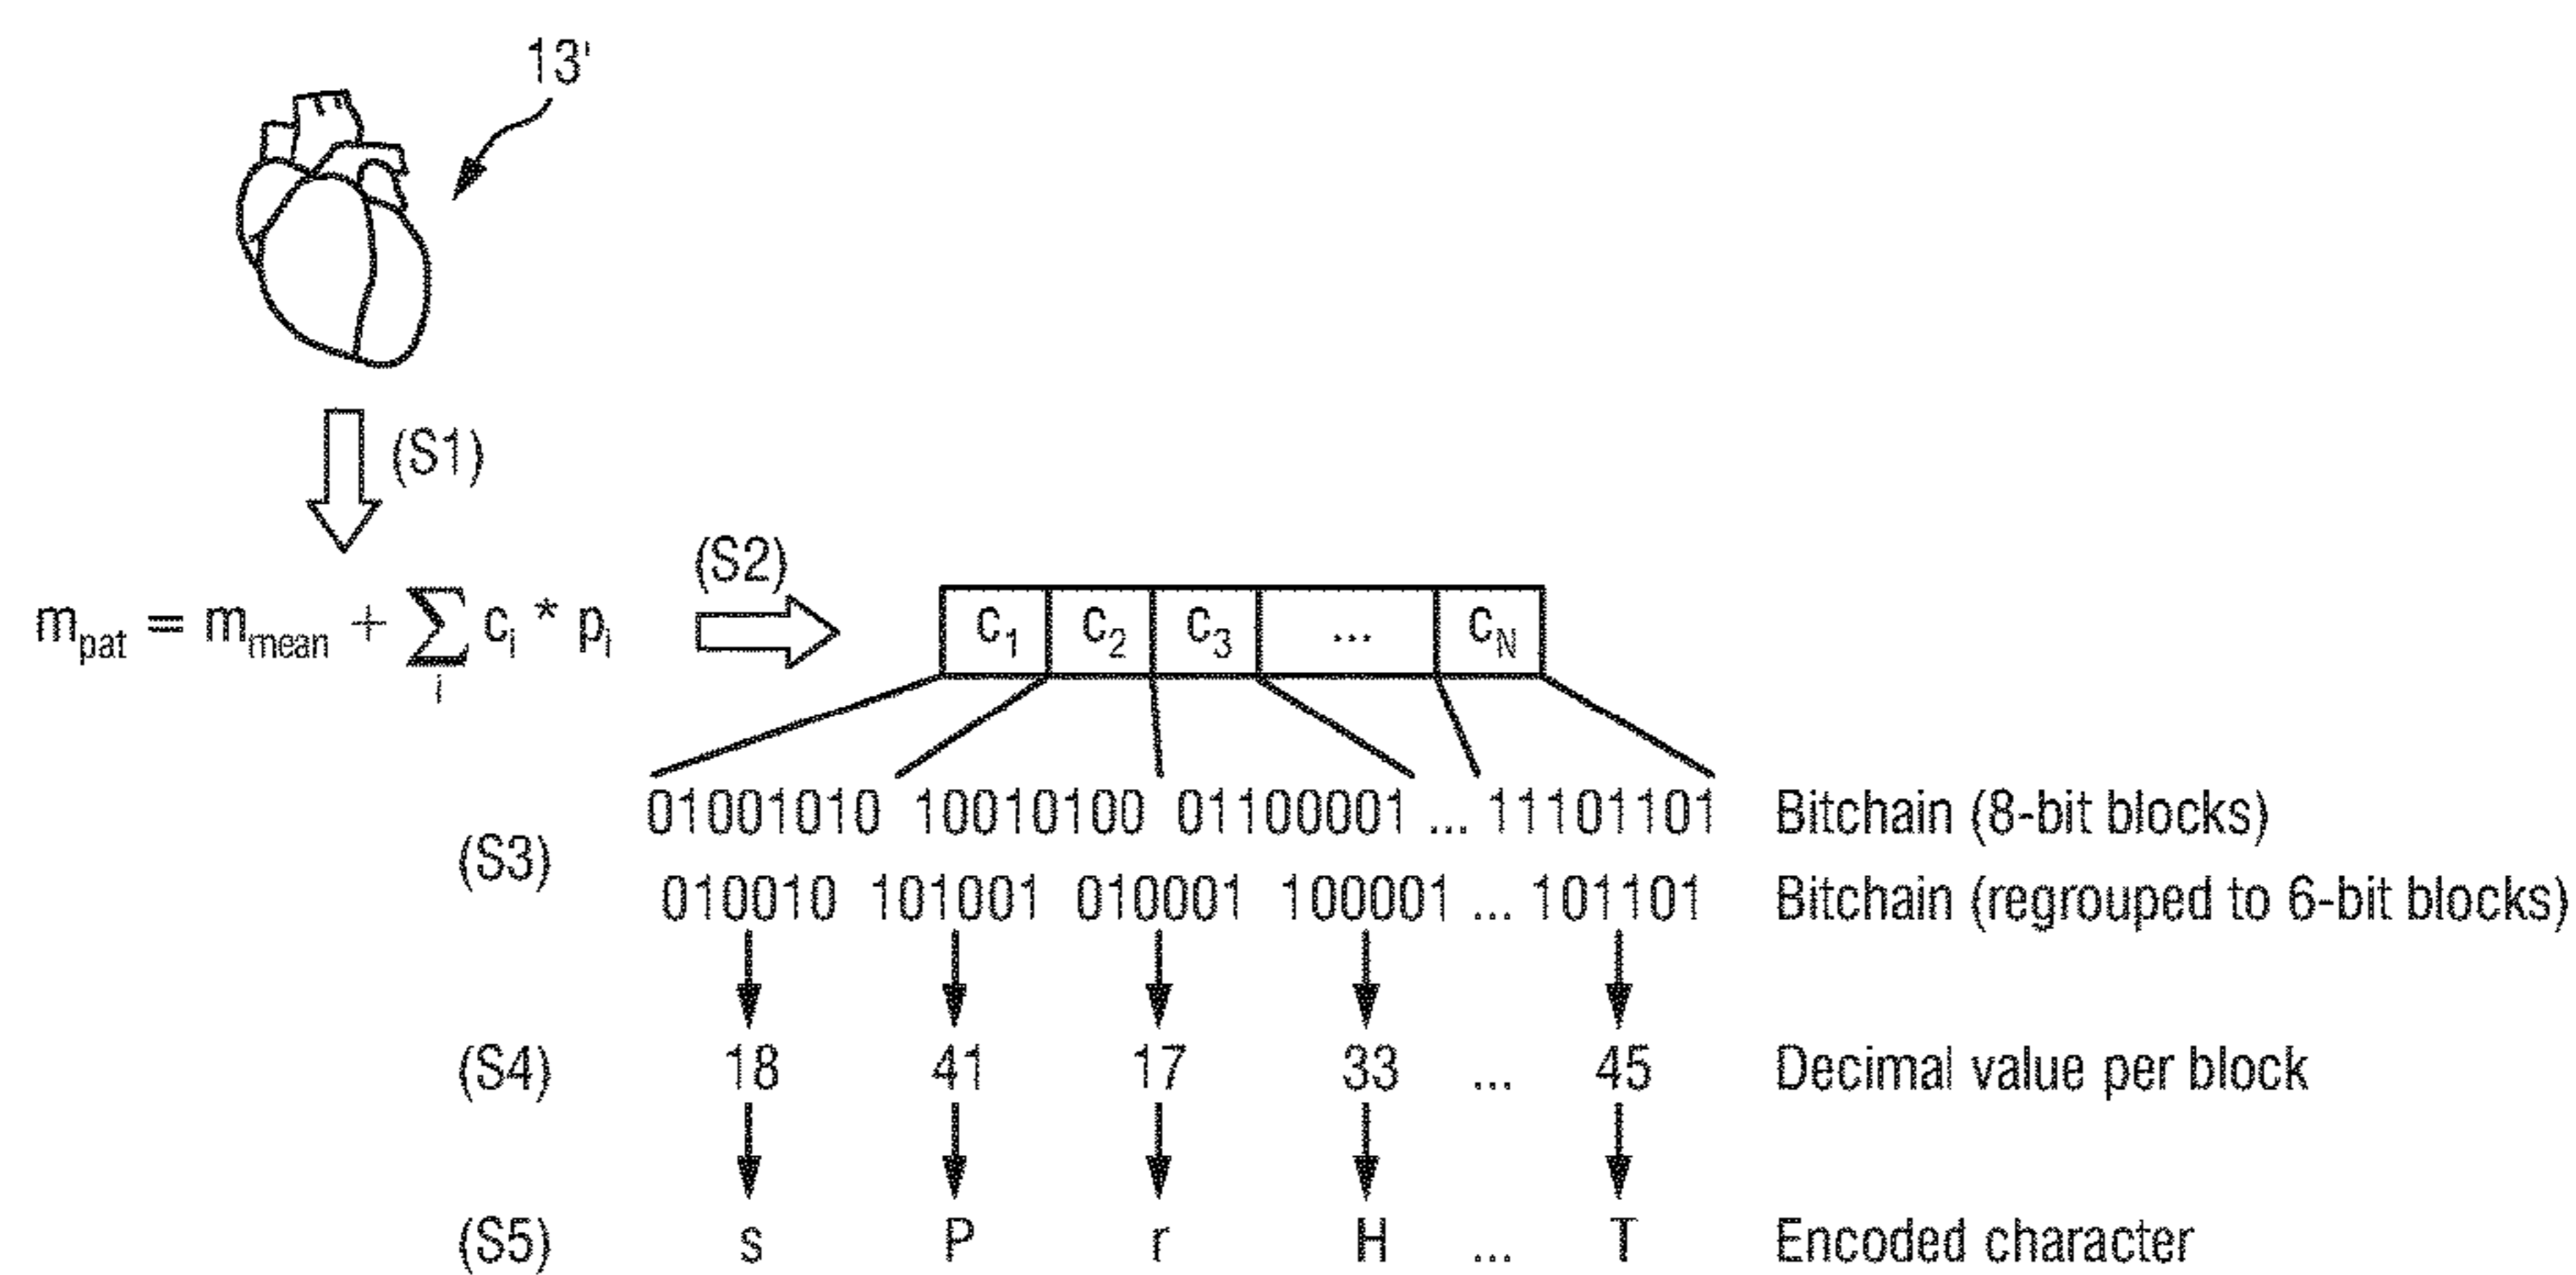 13'
(S1)
(S2)
m_pat = m_mean + ∑_i c_i * p_i
c_1 c_2 c_3 ... c_N
01001010 10010100 01100001 ... 11101101 Bitchain (8-bit blocks)
(S3)
010010 101001 010001 100001 ... 101101 Bitchain (regrouped to 6-bit blocks)
(S4) 18 41 17 33 ... 45 Decimal value per block
(S5) s P r H ... T Encoded character